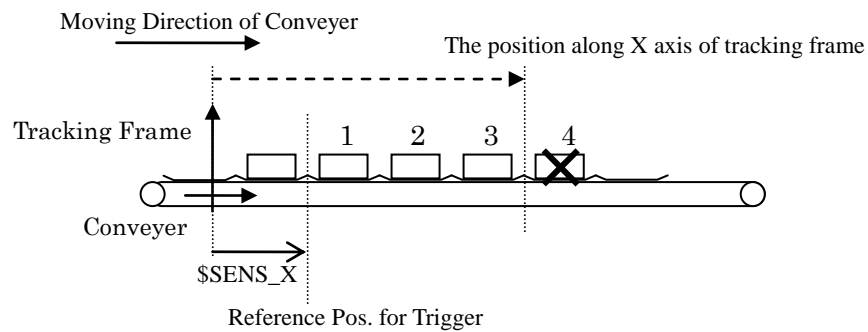 Moving Direction of Conveyer
The position along X axis of tracking frame
Tracking Frame
1 2 3 4
Conveyer
$SENS_X
Reference Pos. for Trigger